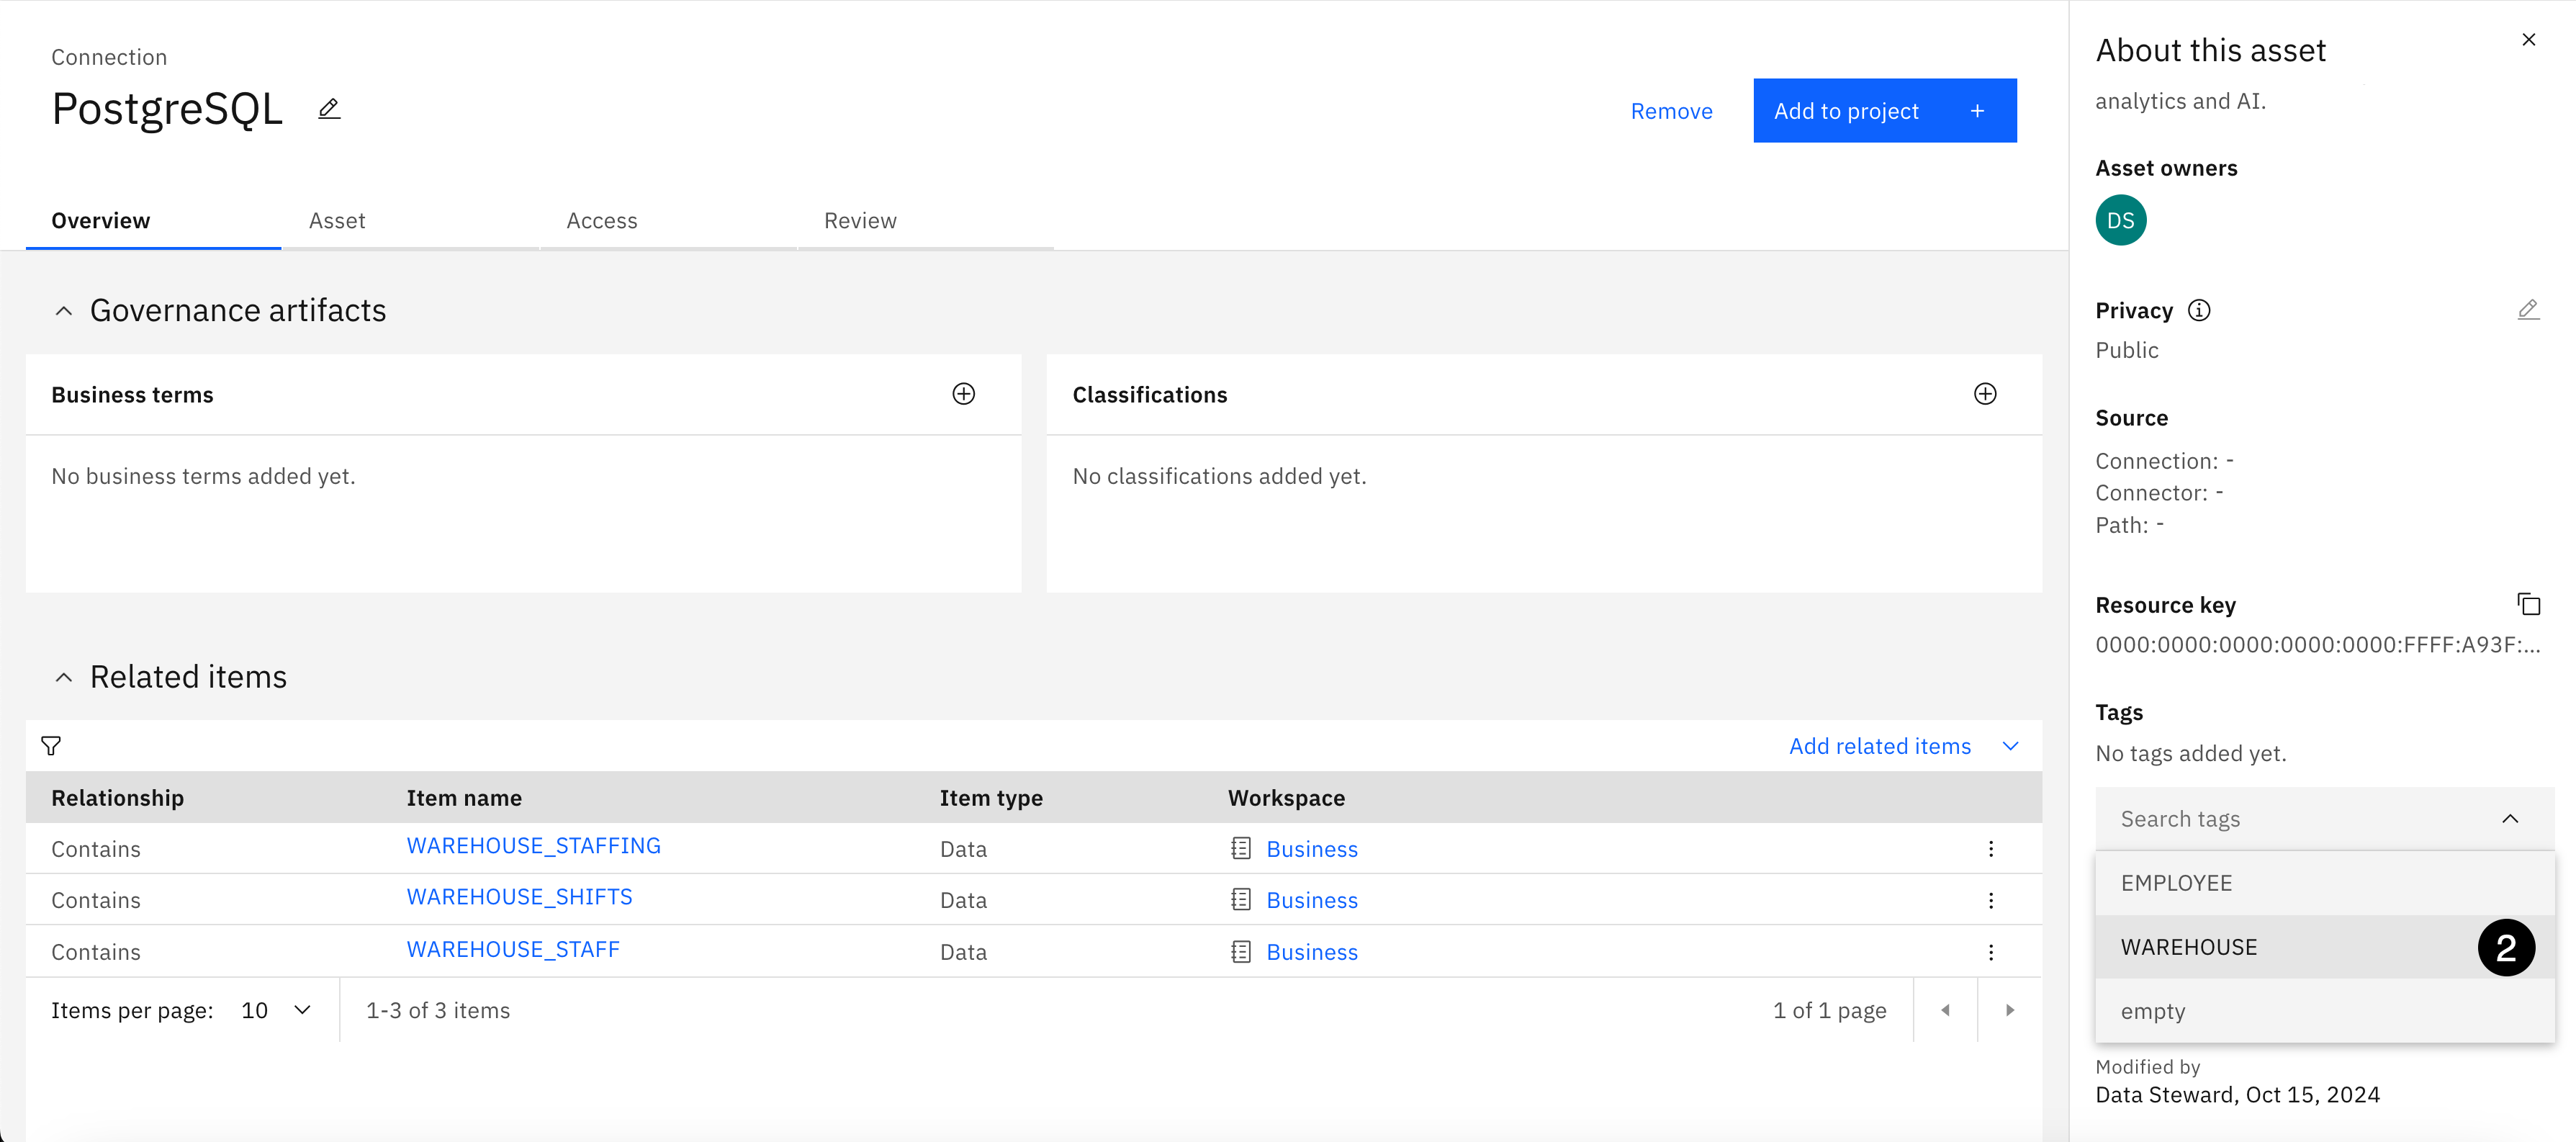 Connection
PostgreSQL
Remove
Add to project +
Overview
Asset
Access
Review
Governance artifacts
Business terms
No business terms added yet.
Classifications
No classifications added yet.
Related items
Add related items
Relationship Item name Item type Workspace
Contains WAREHOUSE_STAFFING Data Business
Contains WAREHOUSE_SHIFTS Data Business
Contains WAREHOUSE_STAFF Data Business
Items per page: 10
1-3 of 3 items
1 of 1 page
About this asset
analytics and AI.
Asset owners
DS
Privacy
Public
Source
Connection: -
Connector: -
Path: -
Resource key
0000:0000:0000:0000:0000:FFFF:A93F:...
Tags
No tags added yet.
Search tags
EMPLOYEE
WAREHOUSE
2
empty
Modified by
Data Steward, Oct 15, 2024